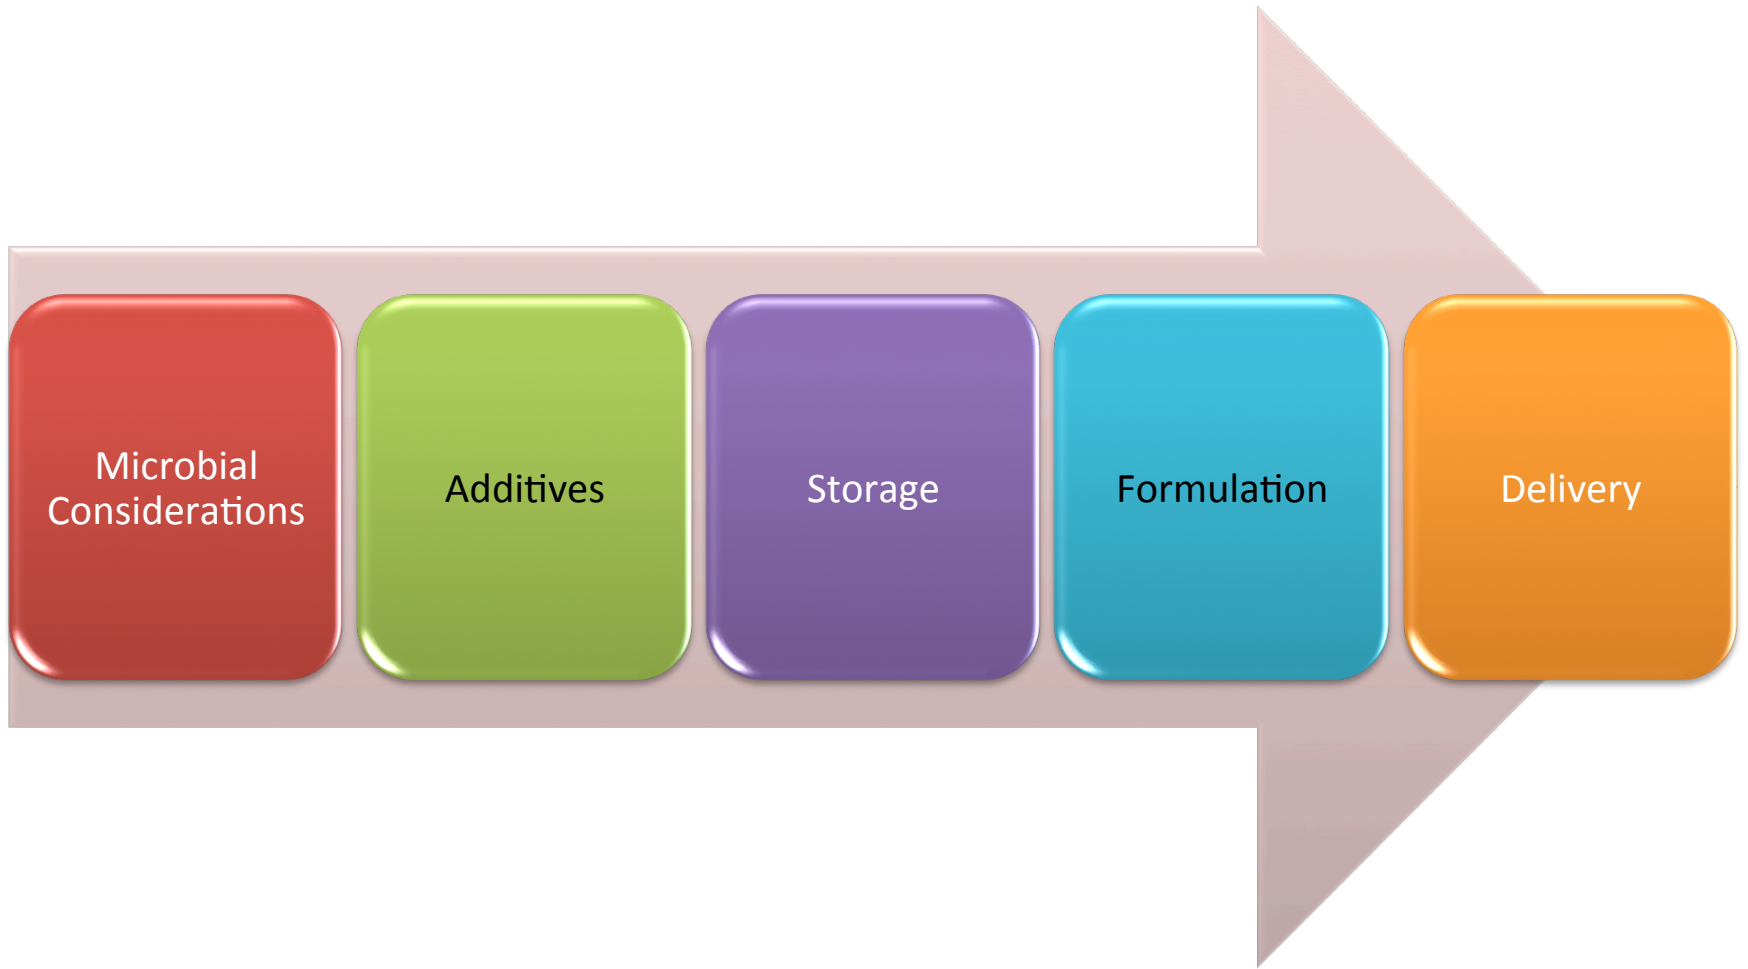 Microbial
Considerations
Additives
Storage
Formulation
Delivery